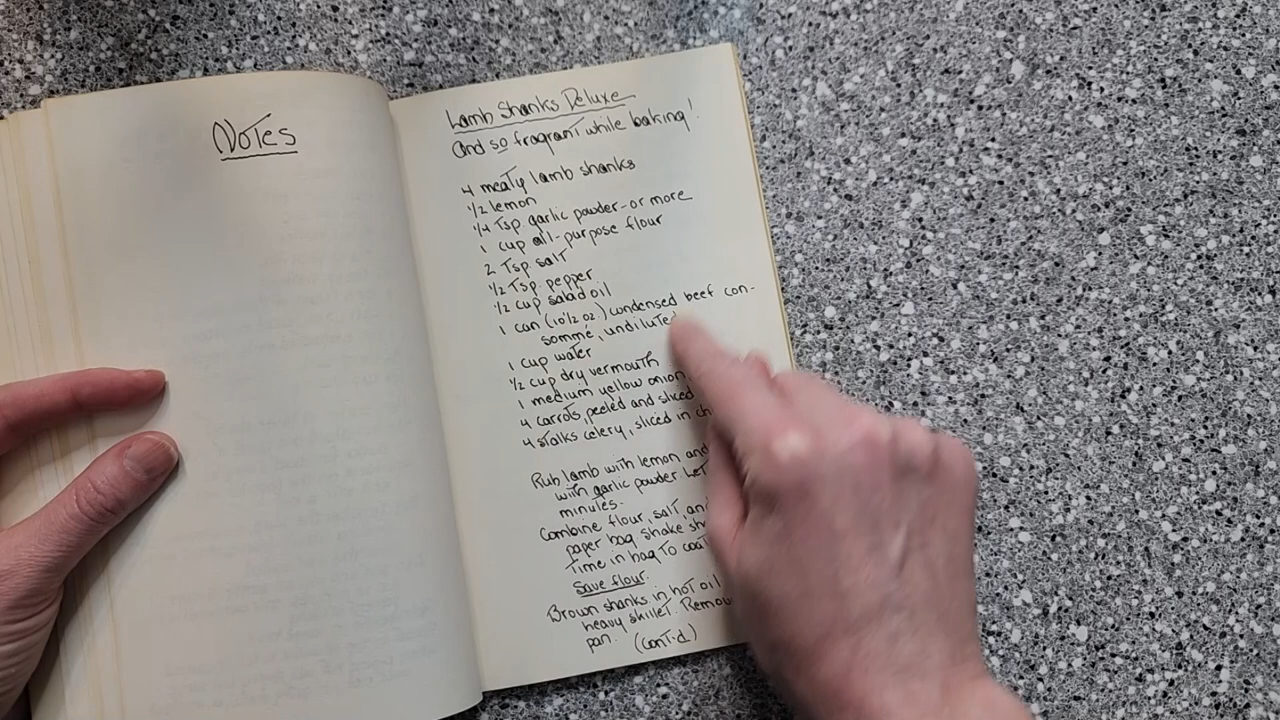 Notes
Lamb Shanks Deluxe
and so fragrant while baking!
4 meaty lamb shanks
1/2 lemon
1/4 Tsp. garlic powder - or more
1 cup all-purpose flour
2 Tsp. salt
1/2 Tsp. pepper
1/2 cup salad oil
1 can (10 1/2 oz.) condensed beef con-
sommé, undiluted
1 cup water
1/2 cup dry vermouth
1 medium yellow onion,
4 carrots, peeled and sliced
4 stalks celery, sliced in
Rub lamb with lemon and
with garlic powder. Let
minutes.
Combine flour, salt, and
paper bag shake
Time in bag to coat
Save flour.
Brown shanks in hot oil
heavy skillet.
pan. (cont.d)